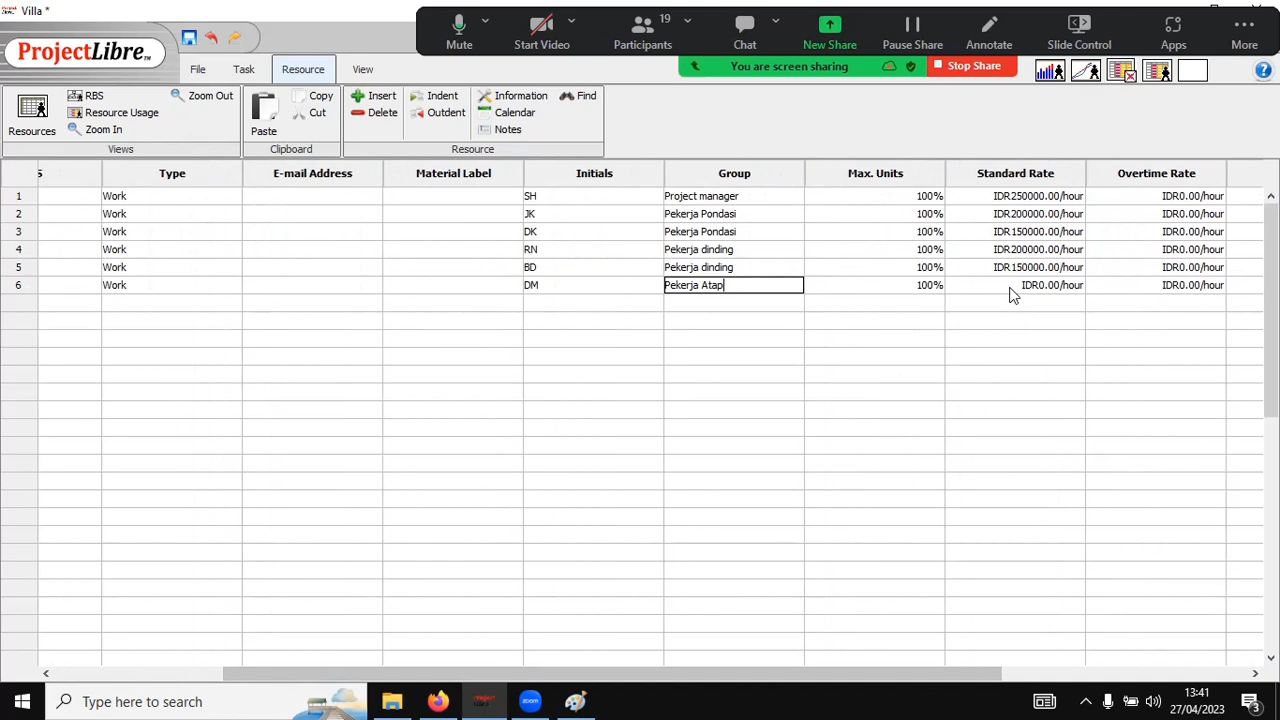 Villa *
Mute
Start Video
Participants
19
Chat
New Share
Pause Share
Annotate
Slide Control
Apps
More
You are screen sharing
Stop Share
ProjectLibre
File
Task
Resource
View
Resources
RBS
Resource Usage
Zoom In
Zoom Out
Views
Paste
Copy
Cut
Clipboard
Insert
Delete
Indent
Outdent
Information
Calendar
Notes
Find
Resource
Type E-mail Address Material Label Initials Group Max. Units Standard Rate Overtime Rate
1 Work SH Project manager 100% IDR250000.00/hour IDR0.00/hour
2 Work JK Pekerja Pondasi 100% IDR200000.00/hour IDR0.00/hour
3 Work DK Pekerja Pondasi 100% IDR150000.00/hour IDR0.00/hour
4 Work RN Pekerja dinding 100% IDR200000.00/hour IDR0.00/hour
5 Work BD Pekerja dinding 100% IDR150000.00/hour IDR0.00/hour
6 Work DM Pekerja Atap 100% IDR0.00/hour IDR0.00/hour
Type here to search
zoom
13:41
27/04/2023
3